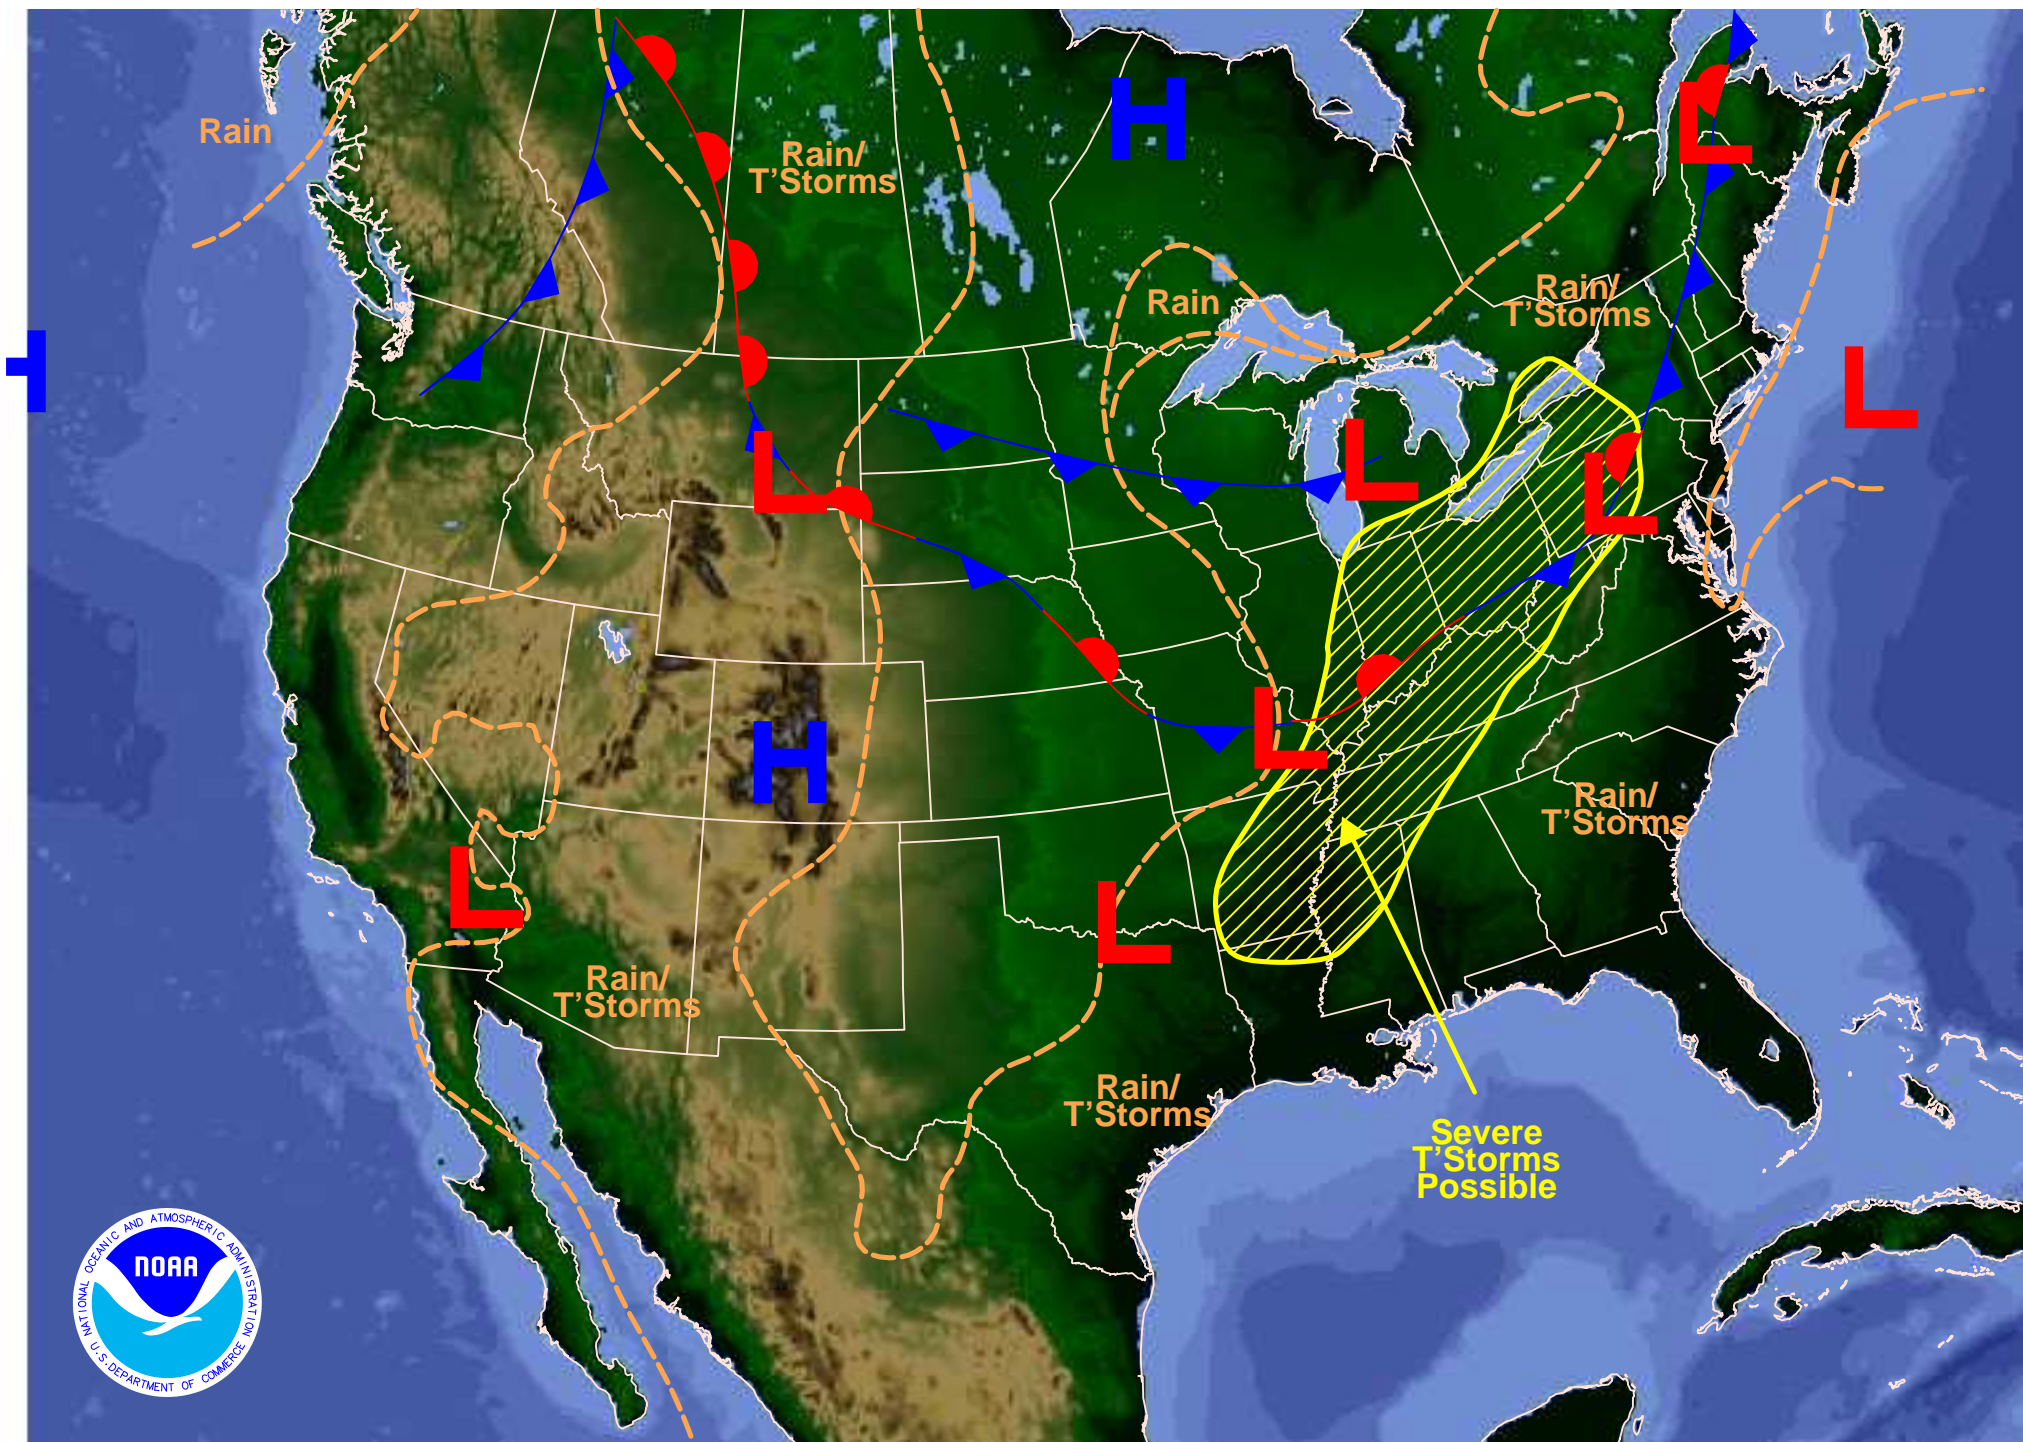 Rain
Rain/
T'Storms
H
L
Rain
Rain/
T'Storms
L
L
L
L
L
H
L
Rain/
T'Storms
L
L
Rain/
T'Storms
Rain/
T'Storms
Severe
T'Storms
Possible
NATIONAL OCEANIC AND ATMOSPHERIC ADMINISTRATION
NOAA
U.S. DEPARTMENT OF COMMERCE